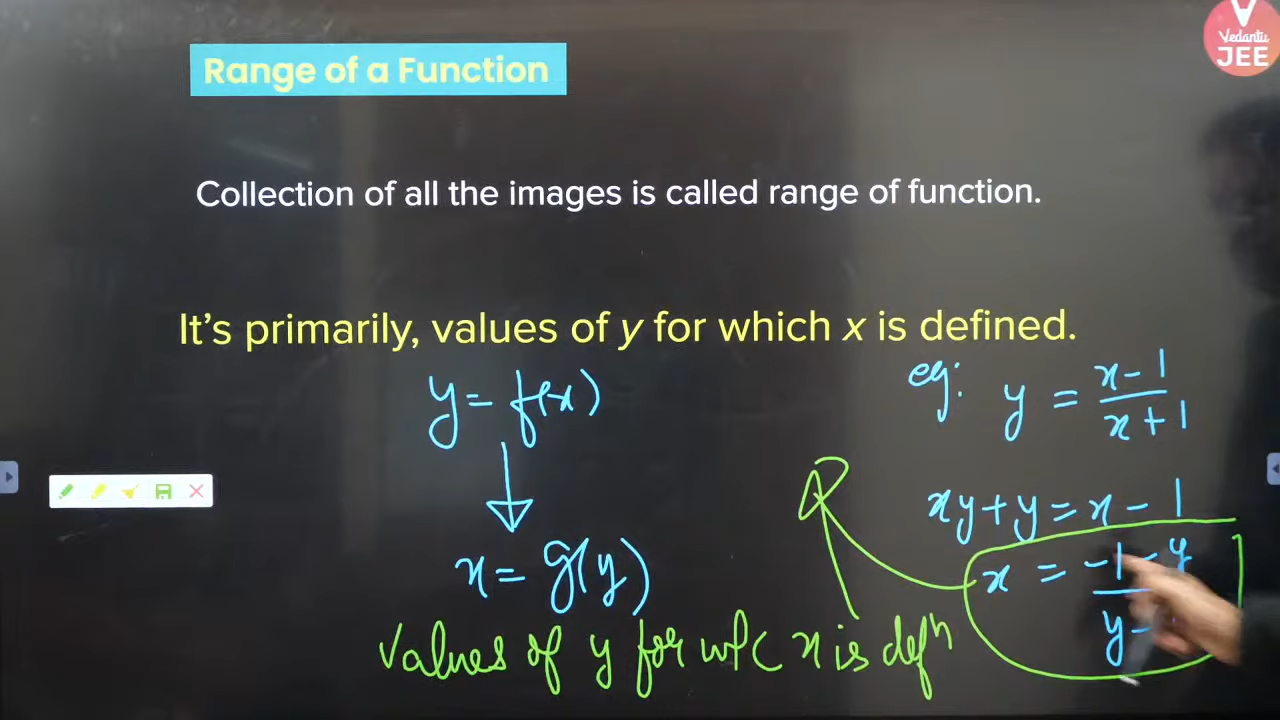 Vedantu
JEE
Range of a Function
Collection of all the images is called range of function.
It's primarily, values of y for which x is defined.
y = f(x)
x = g(y)
values of y for w/c x is defⁿ
eg: y = x-1
x+1
xy+y = x-1
x = -1-y
y-